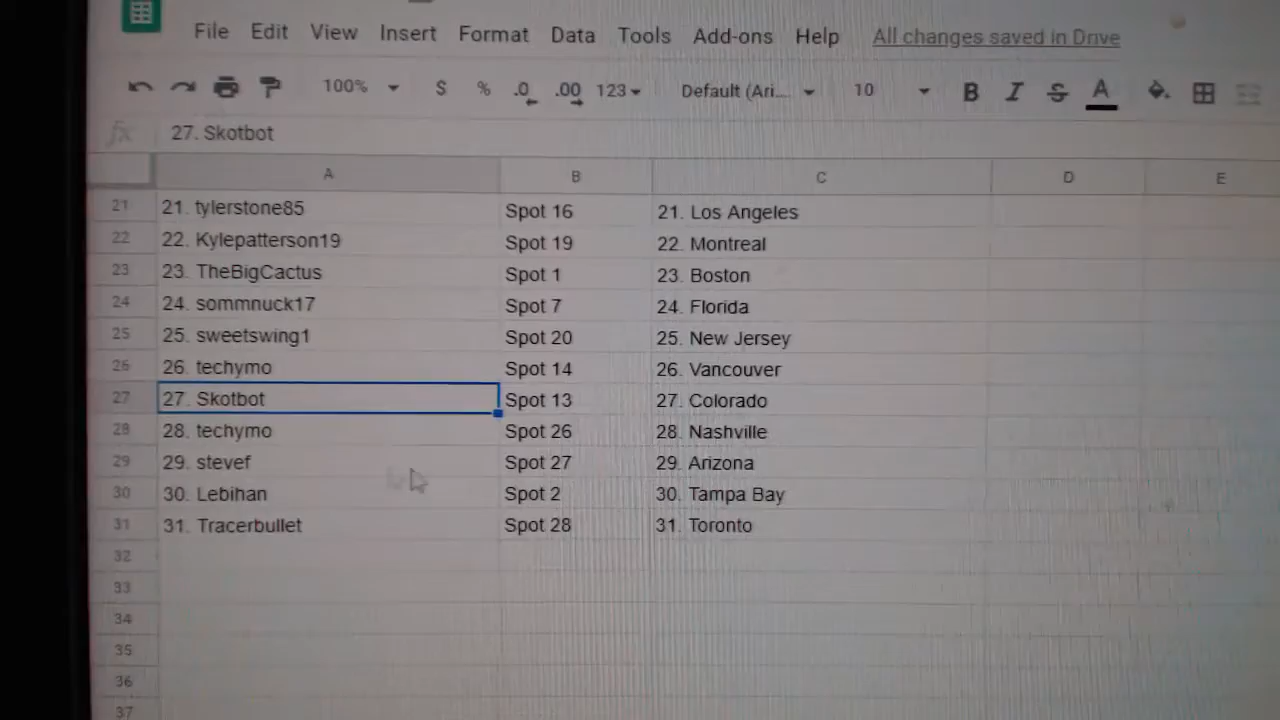 File Edit View Insert Format Data Tools Add-ons Help All changes saved in Drive
100% $ % .0 .00 123 Default (Ari... 10 B I S A
fx 27. Skotbot
A B C D E
21 21. tylerstone85 Spot 16 21. Los Angeles
22 22. Kylepatterson19 Spot 19 22. Montreal
23 23. TheBigCactus Spot 1 23. Boston
24 24. sommnuck17 Spot 7 24. Florida
25 25. sweetswing1 Spot 20 25. New Jersey
26 26. techymo Spot 14 26. Vancouver
27 27. Skotbot Spot 13 27. Colorado
28 28. techymo Spot 26 28. Nashville
29 29. stevef Spot 27 29. Arizona
30 30. Lebihan Spot 2 30. Tampa Bay
31 31. Tracerbullet Spot 28 31. Toronto
32
33
34
35
36
37